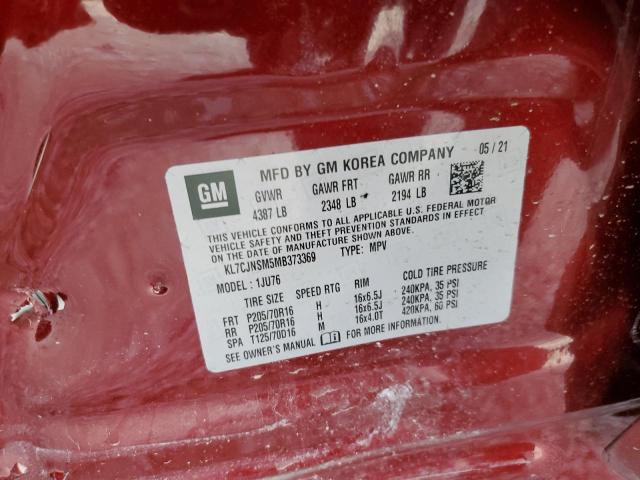 GM
MFD BY GM KOREA COMPANY 05/21
GVWR GAWR FRT GAWR RR
4387 LB 2348 LB 2194 LB
THIS VEHICLE CONFORMS TO ALL APPLICABLE U.S. FEDERAL MOTOR
VEHICLE SAFETY AND THEFT PREVENTION STANDARDS IN EFFECT
ON THE DATE OF MANUFACTURE SHOWN ABOVE.
KL7CJNSM5MB373369 TYPE: MPV
MODEL: 1JU76
TIRE SIZE SPEED RTG RIM COLD TIRE PRESSURE
FRT P205/70R16 H 16x6.5J 240KPA, 35 PSI
RR P205/70R16 H 16x6.5J 240KPA, 35 PSI
SPA T125/70D16 M 16x4.0T 420KPA, 60 PSI
SEE OWNER'S MANUAL FOR MORE INFORMATION